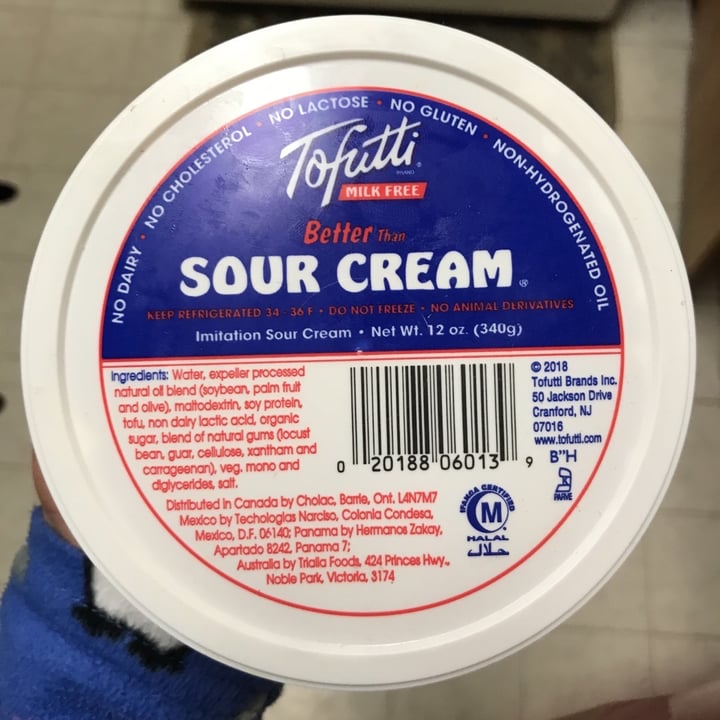 NO DAIRY • NO CHOLESTEROL • NO LACTOSE • NO GLUTEN • NON-HYDROGENATED OIL
Tofutti
BRAND
MILK FREE
Better Than
SOUR CREAM ®
KEEP REFRIGERATED 34 - 36 F • DO NOT FREEZE • NO ANIMAL DERIVATIVES
Imitation Sour Cream • Net Wt. 12 oz. (340g)
Ingredients: Water, expeller processed
natural oil blend (soybean, palm fruit
and olive), maltodextrin, soy protein,
tofu, non dairy lactic acid, organic
sugar, blend of natural gums (locust
bean, guar, cellulose, xantham and
carrageenan), veg. mono and
diglycerides, salt.
0 20188 06013 9
© 2018
Tofutti Brands Inc.
50 Jackson Drive
Cranford, NJ
07016
www.tofutti.com
B"H
PARVE
IFANCA CERTIFIED
M
HALAL
حلال
Distributed in Canada by Cholac, Barrie, Ont. L4N7M7
Mexico by Techologias Narciso, Colonia Condesa,
Mexico, D.F. 06140; Panama by Hermanos Zakay,
Apartado 8242, Panama 7;
Australia by Trialia Foods, 424 Princes Hwy.,
Noble Park, Victoria, 3174